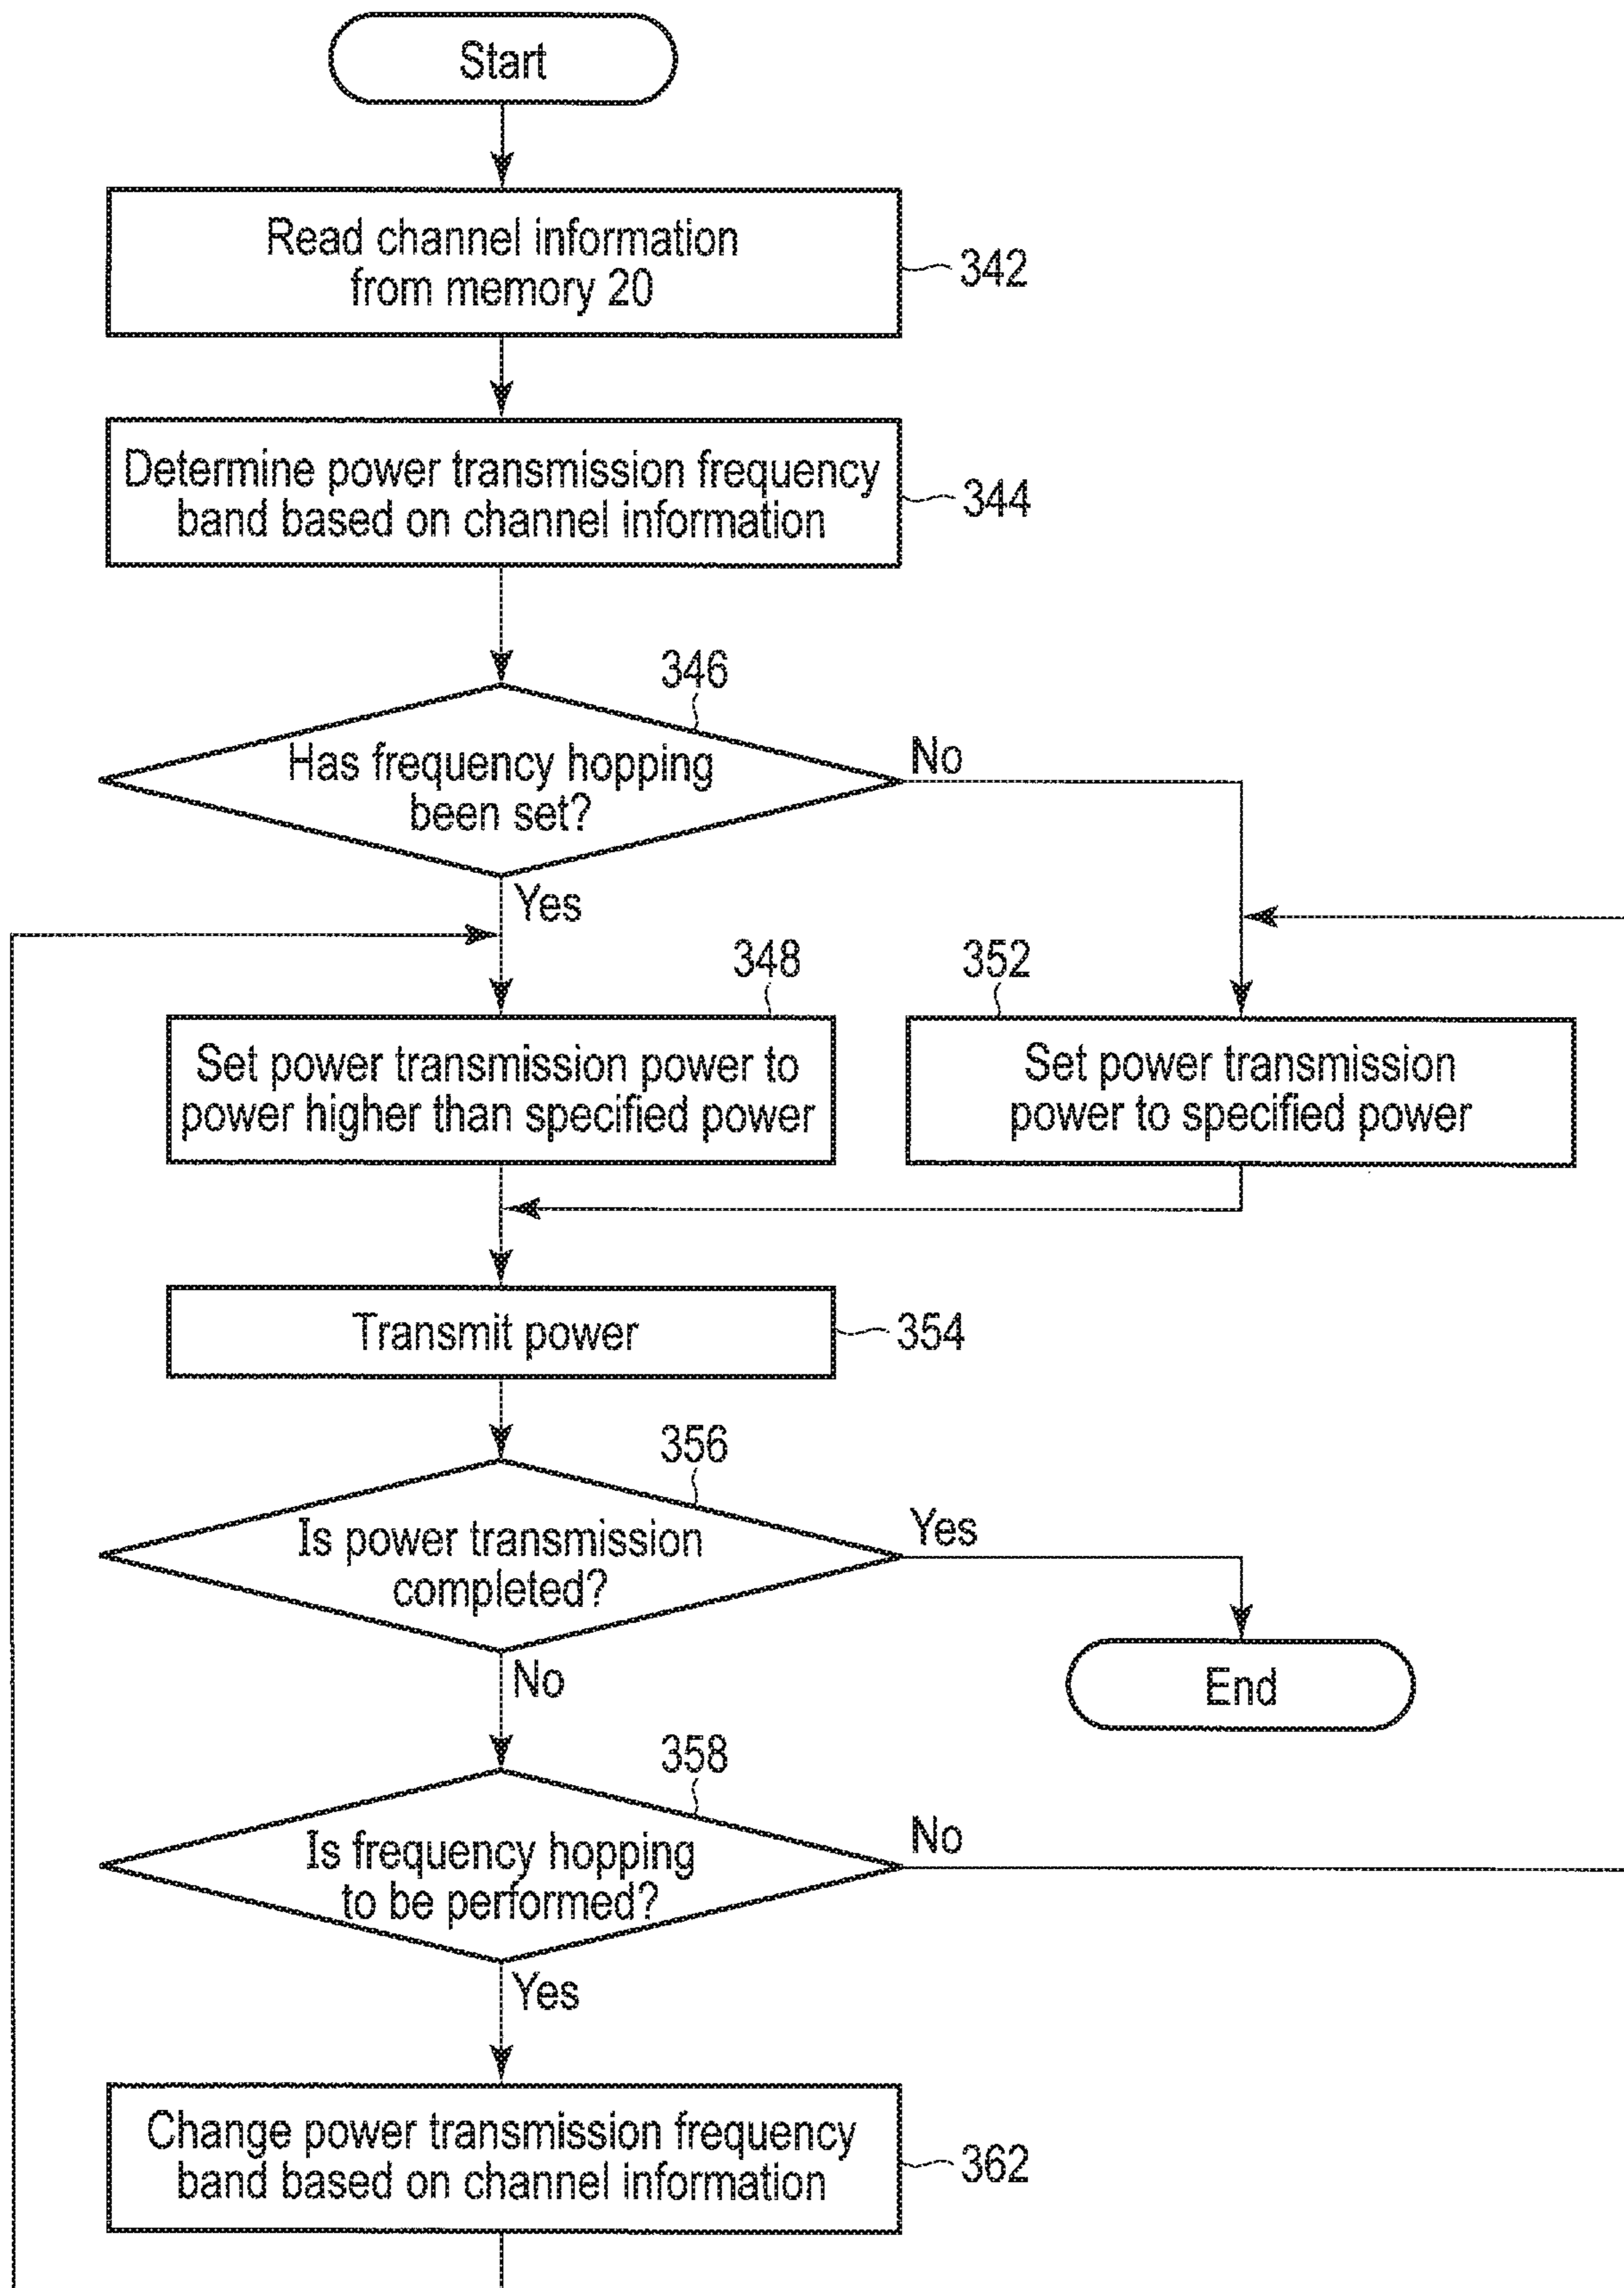 Start
Read channel information
from memory 20
342
Determine power transmission frequency
band based on channel information
344
346
Has frequency hopping
been set?
No
Yes
348
352
Set power transmission power to
power higher than specified power
Set power transmission
power to specified power
Transmit power
354
356
Is power transmission
completed?
Yes
No
End
358
Is frequency hopping
to be performed?
No
Yes
Change power transmission frequency
band based on channel information
362